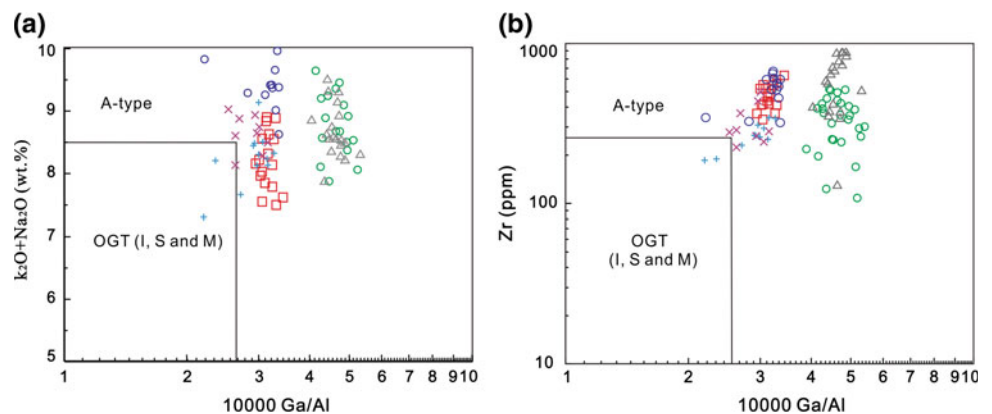 (a)
10
9
8
7
6
5
k₂O+Na₂O (wt.%)
A-type
OGT (I, S and M)
1 2 3 4 5 6 7 8 9 10
10000 Ga/Al
(b)
1000
100
10
Zr (ppm)
A-type
OGT
(I, S and M)
1 2 3 4 5 6 7 8 9 10
10000 Ga/Al